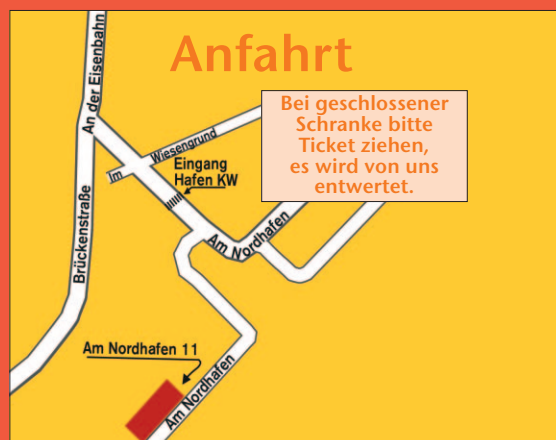 Anfahrt
Bei geschlossener
Schranke bitte
Ticket ziehen,
es wird von uns
entwertet.
An der Eisenbahn
Im Wiesengrund
Eingang
Hafen KW
Brückenstraße
Am Nordhafen
Am Nordhafen 11
Am Nordhafen